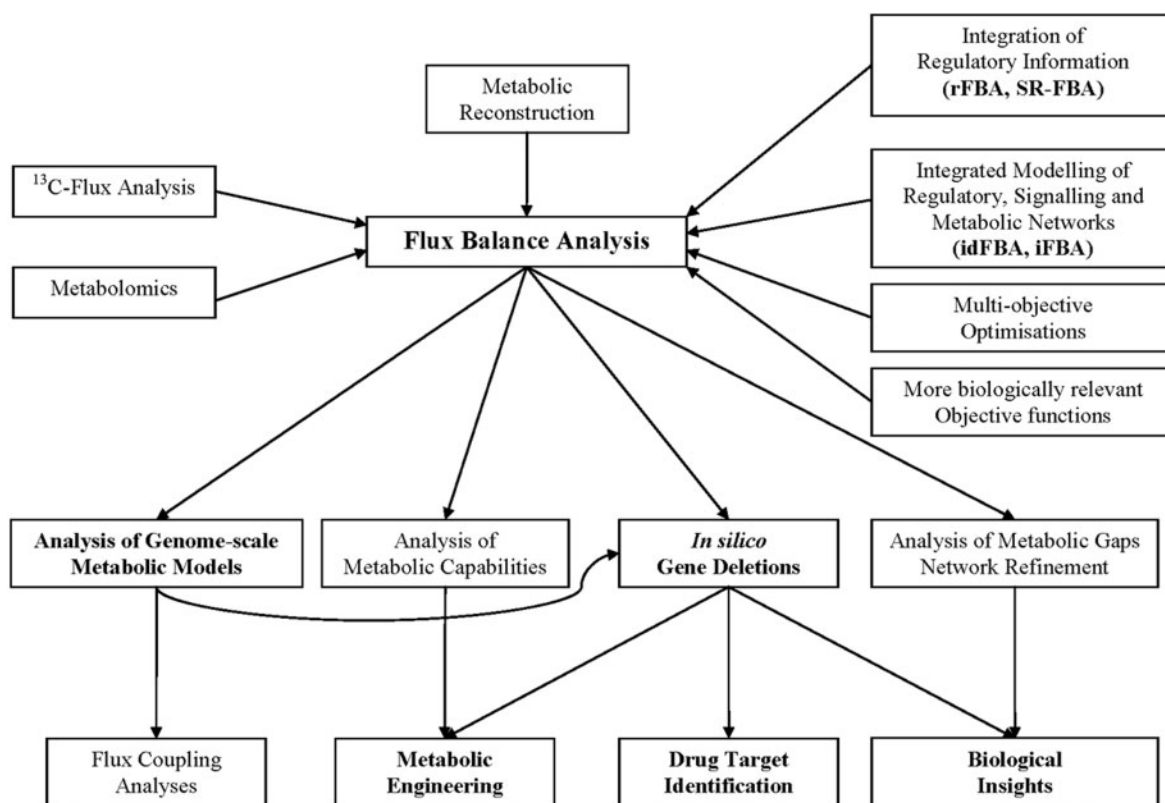 Integration of
Regulatory Information
(rFBA, SR-FBA)
Metabolic
Reconstruction
¹³C-Flux Analysis
Integrated Modelling of
Regulatory, Signalling and
Metabolic Networks
(idFBA, iFBA)
Flux Balance Analysis
Metabolomics
Multi-objective
Optimisations
More biologically relevant
Objective functions
Analysis of Genome-scale
Metabolic Models
Analysis of
Metabolic Capabilities
In silico
Gene Deletions
Analysis of Metabolic Gaps
Network Refinement
Flux Coupling
Analyses
Metabolic
Engineering
Drug Target
Identification
Biological
Insights